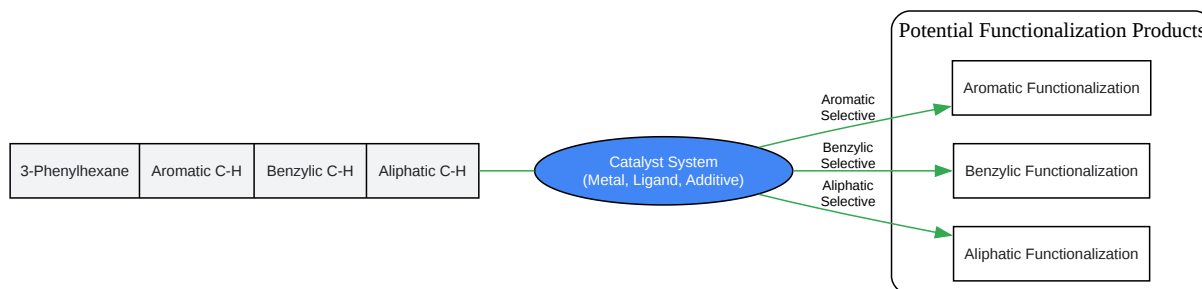 Potential Functionalization Products
Aromatic Functionalization
Aromatic
Selective
3-Phenylhexane
Aromatic C-H
Benzylic C-H
Aliphatic C-H
Catalyst System
(Metal, Ligand, Additive)
Benzylic
Selective
Benzylic Functionalization
Aliphatic
Selective
Aliphatic Functionalization